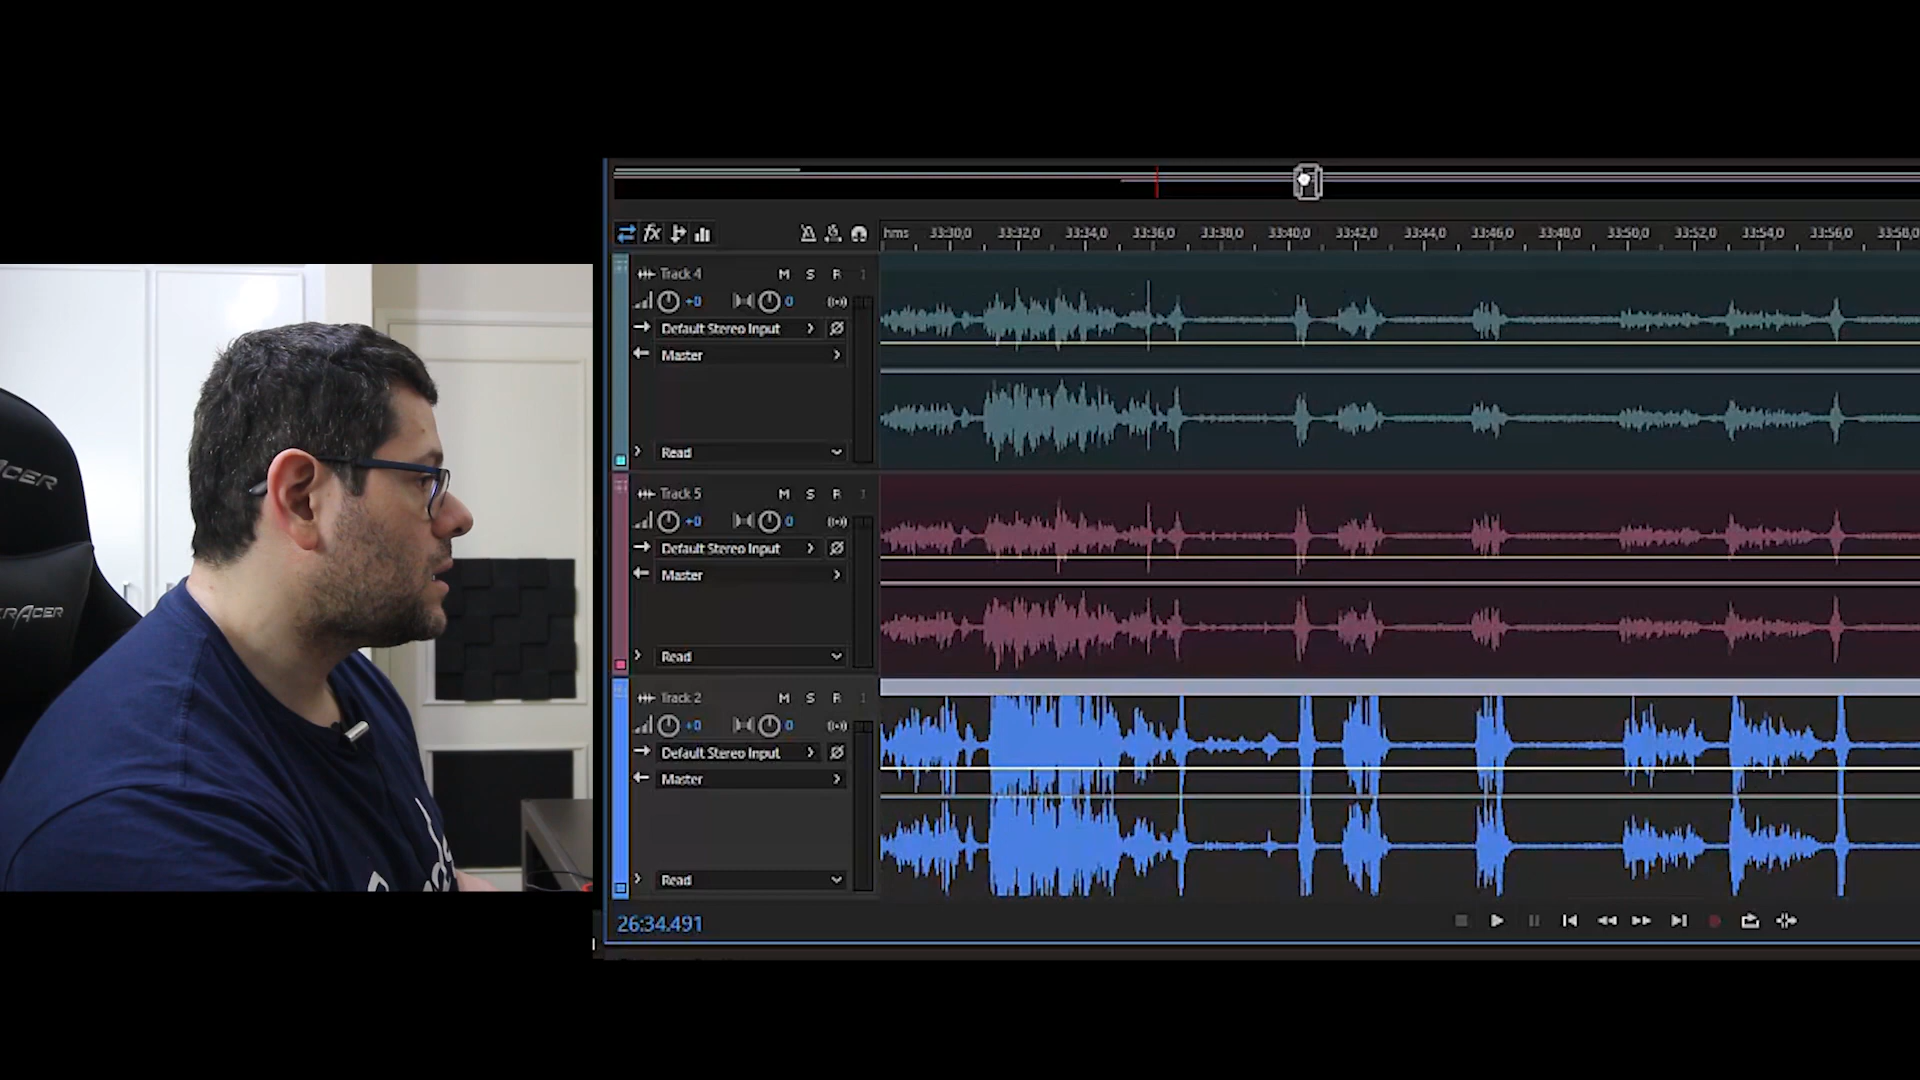 hms 33:30,0 33:32,0 33:34,0 33:36,0 33:38,0 33:40,0 33:42,0 33:44,0 33:46,0 33:48,0 33:50,0 33:52,0 33:54,0 33:56,0 33:58,0
fx
Track 4 M S R I
+0 0
Default Stereo Input
Master
Read
Track 5 M S R I
+0 0
Default Stereo Input
Master
Read
Track 2 M S R I
+0 0
Default Stereo Input
Master
Read
26:34.491
ACER
RACER